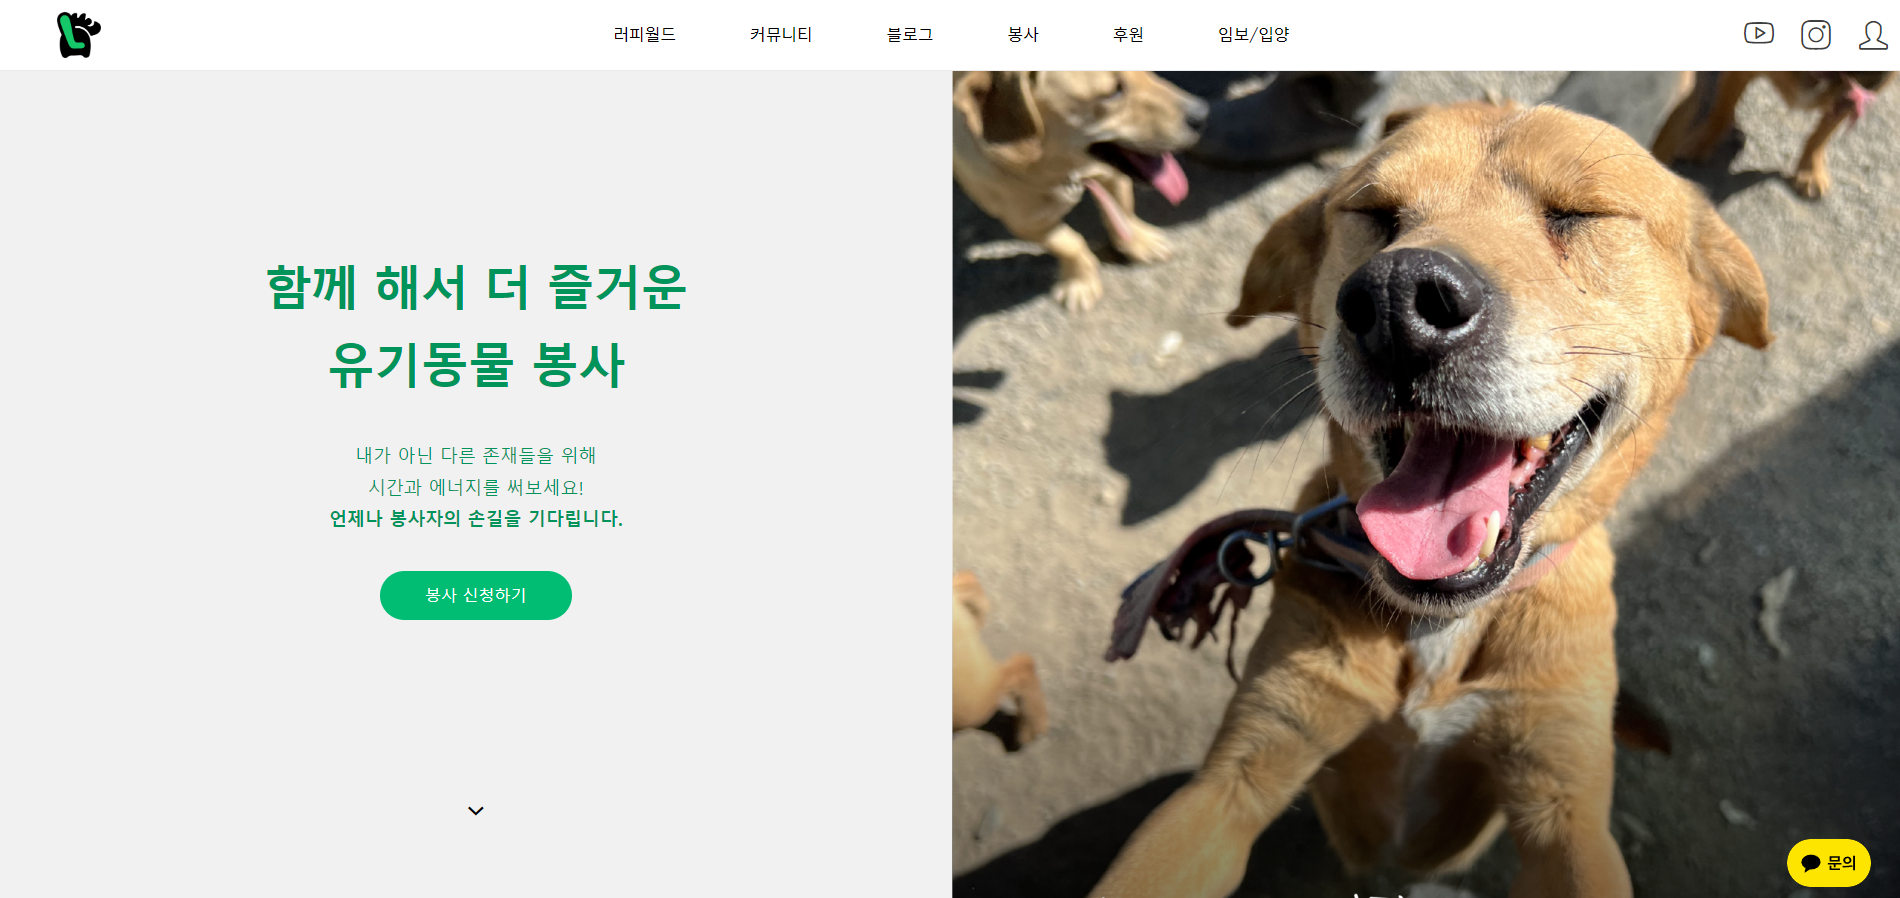 러피월드 커뮤니티 블로그 봉사 후원 임보/입양
함께 해서 더 즐거운
유기동물 봉사
내가 아닌 다른 존재들을 위해
시간과 에너지를 써보세요!
언제나 봉사자의 손길을 기다립니다.
봉사 신청하기
문의